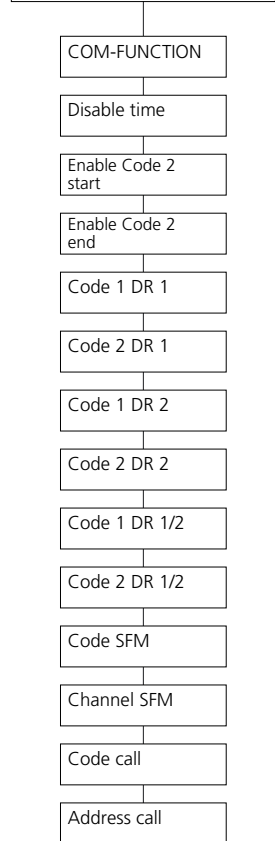 COM-FUNCTION
Disable time
Enable Code 2
start
Enable Code 2
end
Code 1 DR 1
Code 2 DR 1
Code 1 DR 2
Code 2 DR 2
Code 1 DR 1/2
Code 2 DR 1/2
Code SFM
Channel SFM
Code call
Address call